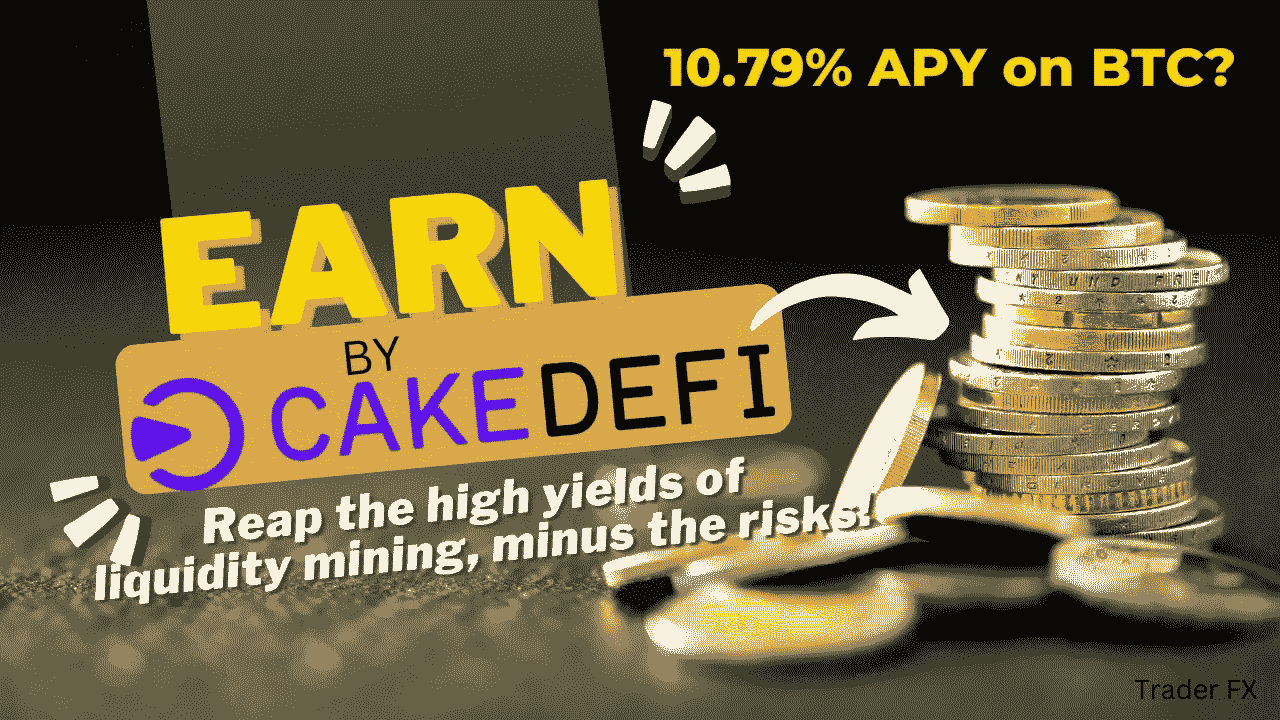 10.79% APY on BTC?
EARN
BY
CAKEDEFI
Reap the high yields of
liquidity mining, minus the risks!
Trader FX